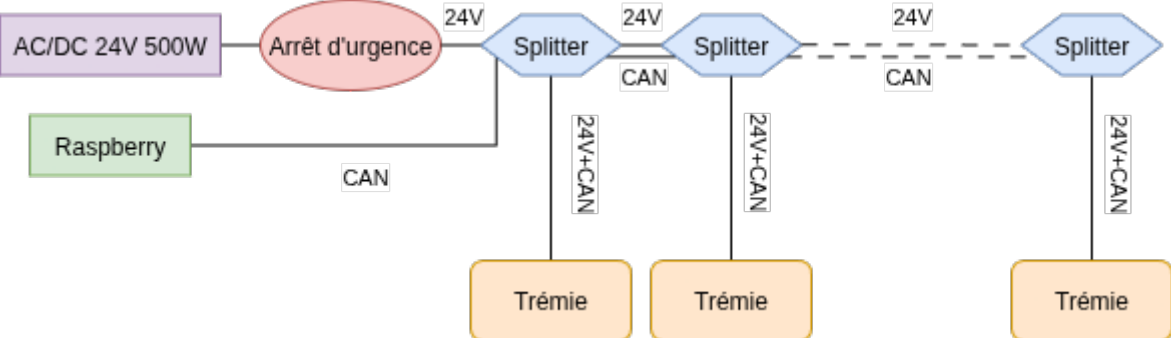 AC/DC 24V 500W
Arrêt d'urgence
24V
Splitter
24V
CAN
Splitter
24V
CAN
Splitter
Raspberry
CAN
24V+CAN
24V+CAN
24V+CAN
Trémie
Trémie
Trémie